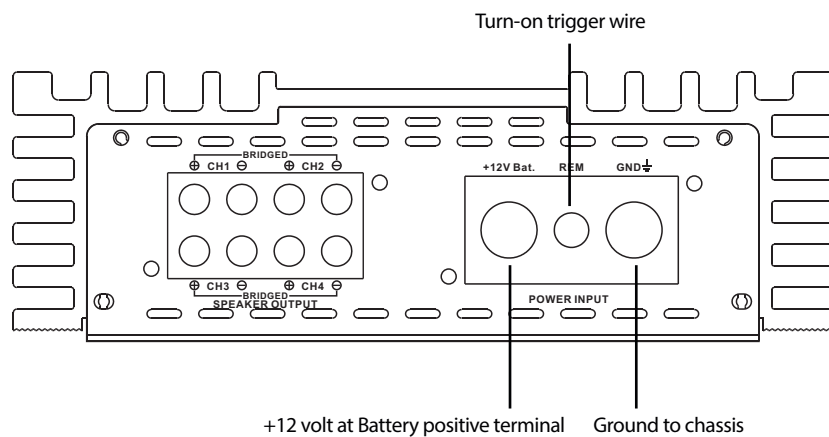 Turn-on trigger wire
BRIDGED
⊕ CH1 ⊖ ⊕ CH2 ⊖
+12V Bat. REM GND⏚
⊕ CH3 ⊖ ⊕ CH4 ⊖
BRIDGED
SPEAKER OUTPUT
POWER INPUT
+12 volt at Battery positive terminal
Ground to chassis